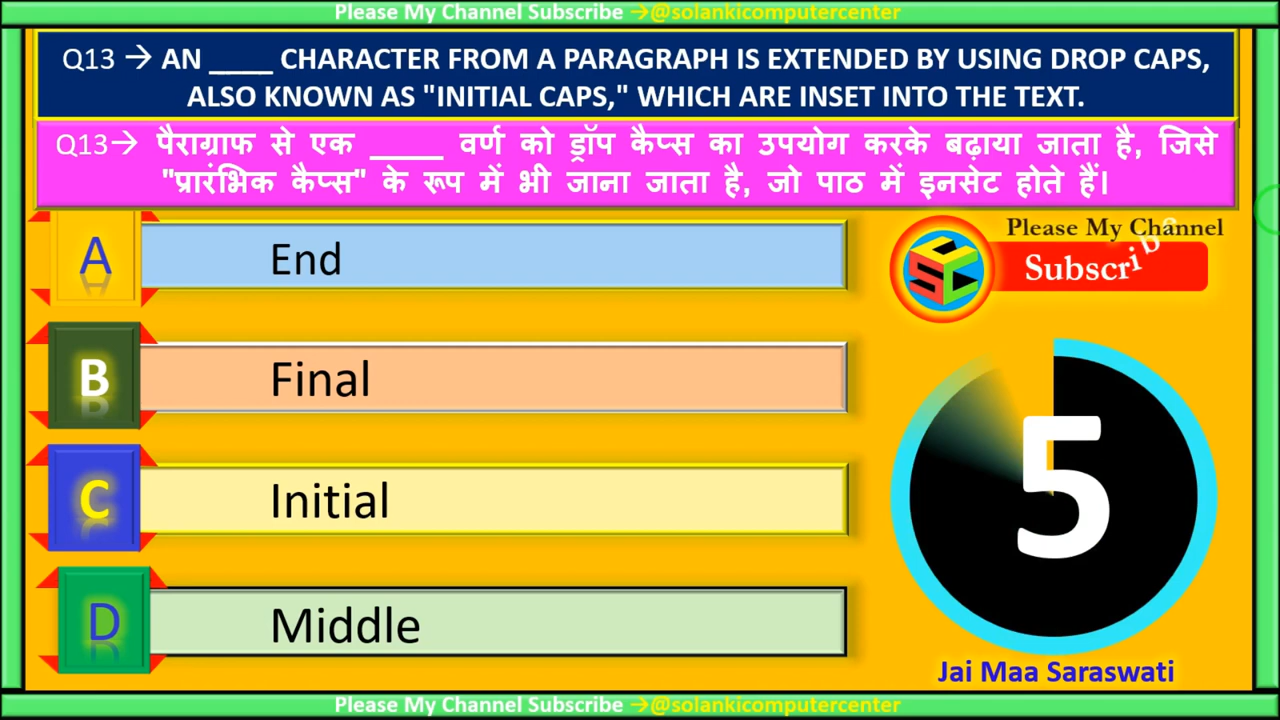 Please My Channel Subscribe →@solankicomputercenter
Q13 → AN ____ CHARACTER FROM A PARAGRAPH IS EXTENDED BY USING DROP CAPS,
ALSO KNOWN AS "INITIAL CAPS," WHICH ARE INSET INTO THE TEXT.
Q13→ पैराग्राफ से एक ____ वर्ण को ड्रॉप कैप्स का उपयोग करके बढ़ाया जाता है, जिसे
"प्रारंभिक कैप्स" के रूप में भी जाना जाता है, जो पाठ में इनसेट होते हैं।
A End
B Final
C Initial
D Middle
Please My Channel
Subscribe
SCC
5
Jai Maa Saraswati
Please My Channel Subscribe →@solankicomputercenter